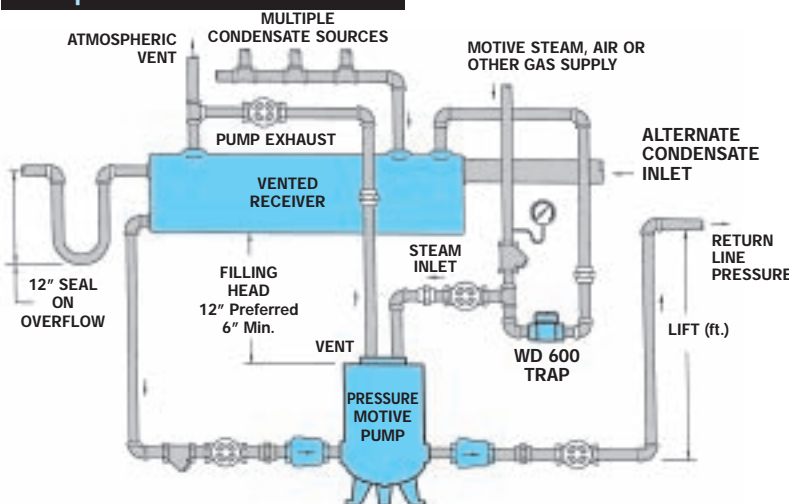 MULTIPLE
CONDENSATE SOURCES
ATMOSPHERIC
VENT
MOTIVE STEAM, AIR OR
OTHER GAS SUPPLY
PUMP EXHAUST
ALTERNATE
CONDENSATE
INLET
VENTED
RECEIVER
STEAM
INLET
RETURN
LINE
PRESSURE
12" SEAL
ON
OVERFLOW
FILLING
HEAD
12" Preferred
6" Min.
LIFT (ft.)
VENT
WD 600
TRAP
PRESSURE
MOTIVE
PUMP